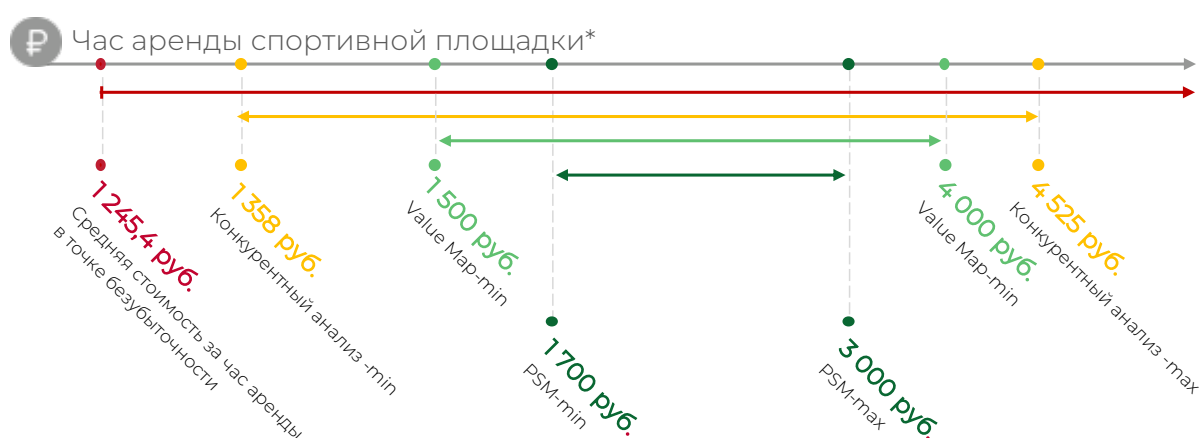 ₽ Час аренды спортивной площадки*
1 245,4 руб.
Средняя стоимость за час аренды
в точке безубыточности
1 358 руб.
Конкурентный анализ -min
1 500 руб.
Value Map-min
1 700 руб.
PSM-min
3 000 руб.
PSM-max
4 000 руб.
Value Map-min
4 525 руб.
Конкурентный анализ -max